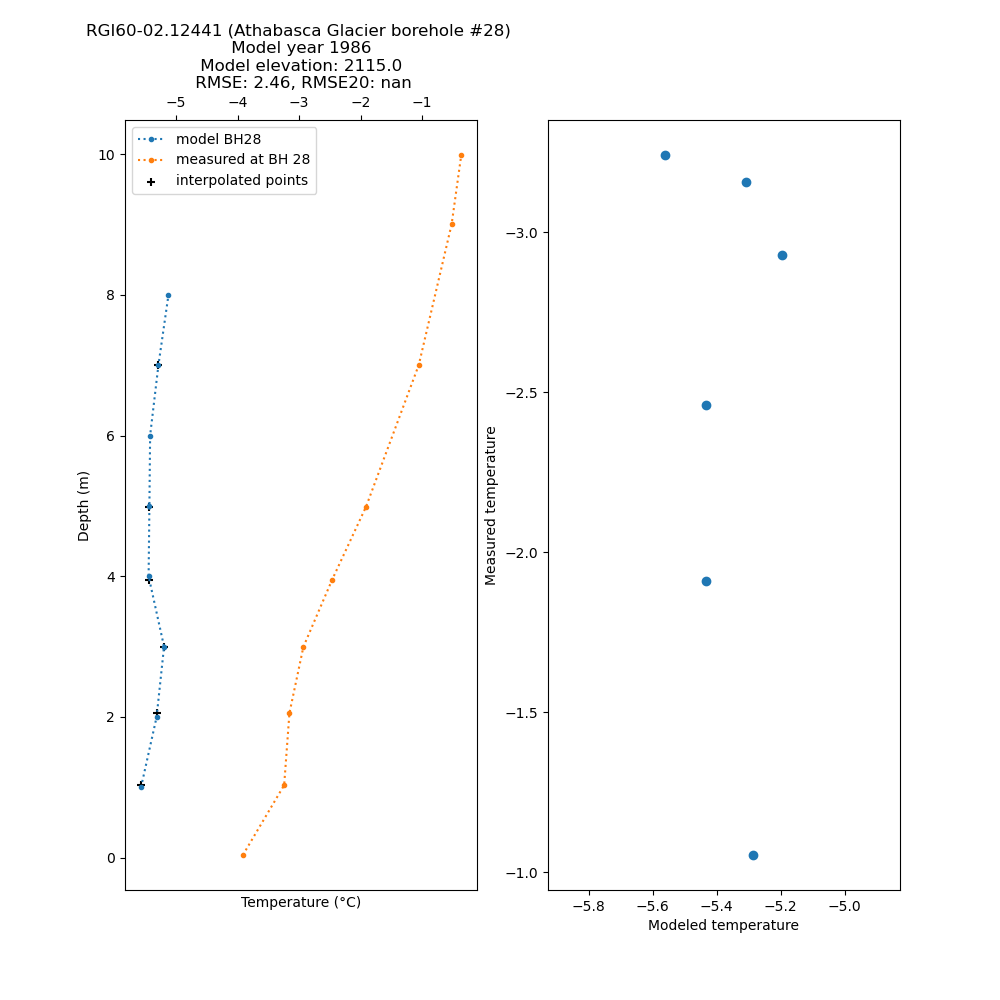 RGI60-02.12441 (Athabasca Glacier borehole #28)
Model year 1986
Model elevation: 2115.0
RMSE: 2.46, RMSE20: nan
−5 −4 −3 −2 −1
model BH28
measured at BH 28
interpolated points
10
8
6
4
2
0
Depth (m)
Temperature (°C)
−3.0
−2.5
−2.0
−1.5
−1.0
Measured temperature
−5.8 −5.6 −5.4 −5.2 −5.0
Modeled temperature